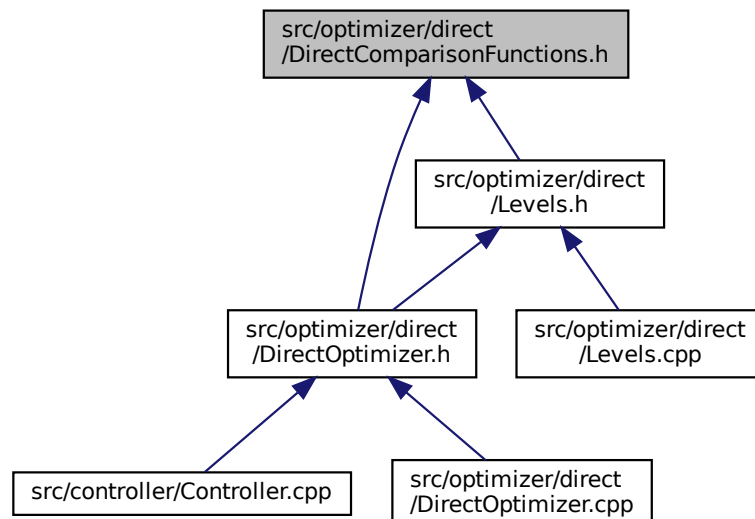 src/optimizer/direct
/DirectComparisonFunctions.h
src/optimizer/direct
/Levels.h
src/optimizer/direct
/DirectOptimizer.h
src/optimizer/direct
/Levels.cpp
src/controller/Controller.cpp
src/optimizer/direct
/DirectOptimizer.cpp